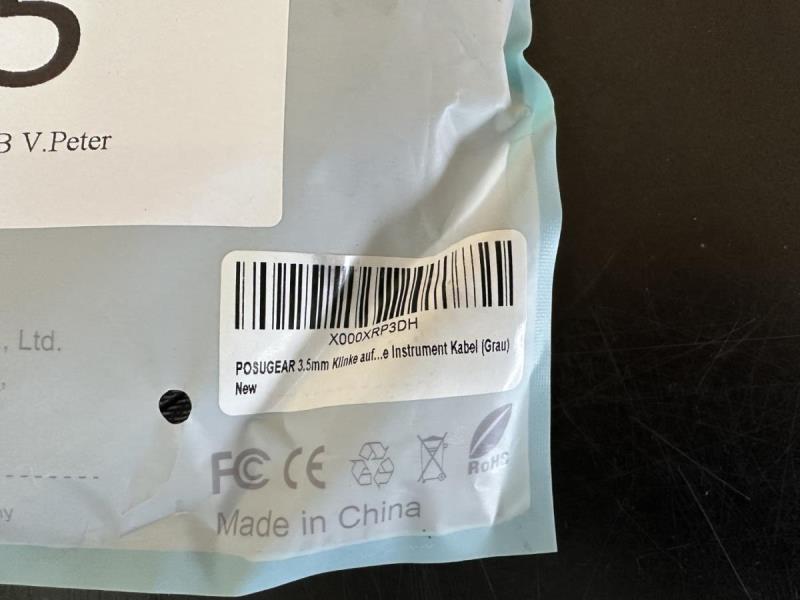 B V.Peter
X000XRP3DH
POSUGEAR 3.5mm Klinke auf...e Instrument Kabel (Grau)
New
, Ltd.
FC CE RoHS
Made in China